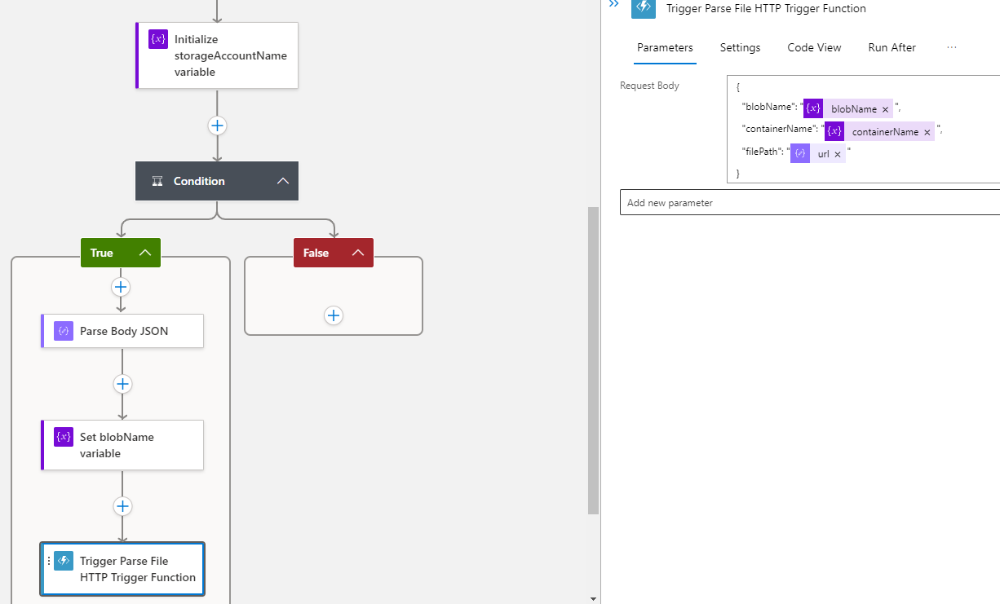 Initialize
storageAccountName
variable
Condition
True
False
Parse Body JSON
Set blobName
variable
Trigger Parse File
HTTP Trigger Function
Trigger Parse File HTTP Trigger Function
Parameters Settings Code View Run After ...
Request Body
{
"blobName": "{x} blobName ×",
"containerName": "{x} containerName ×",
"filePath": "{/} url ×"
}
Add new parameter